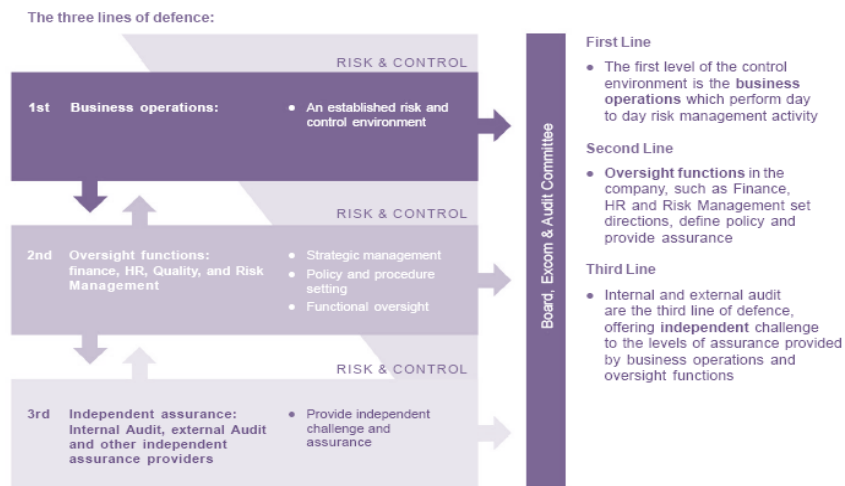 The three lines of defence:
RISK & CONTROL
1st Business operations:
● An established risk and
control environment
RISK & CONTROL
2nd Oversight functions:
finance, HR, Quality, and Risk
Management
● Strategic management
● Policy and procedure
setting
● Functional oversight
RISK & CONTROL
3rd Independent assurance:
Internal Audit, external Audit
and other independent
assurance providers
● Provide independent
challenge and
assurance
Board, Excom & Audit Committee
First Line
● The first level of the control
environment is the business
operations which perform day
to day risk management activity
Second Line
● Oversight functions in the
company, such as Finance,
HR and Risk Management set
directions, define policy and
provide assurance
Third Line
● Internal and external audit
are the third line of defence,
offering independent challenge
to the levels of assurance provided
by business operations and
oversight functions